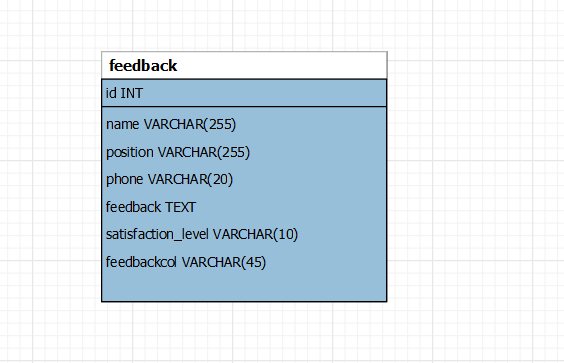 feedback
id INT
name VARCHAR(255)
position VARCHAR(255)
phone VARCHAR(20)
feedback TEXT
satisfaction_level VARCHAR(10)
feedbackcol VARCHAR(45)